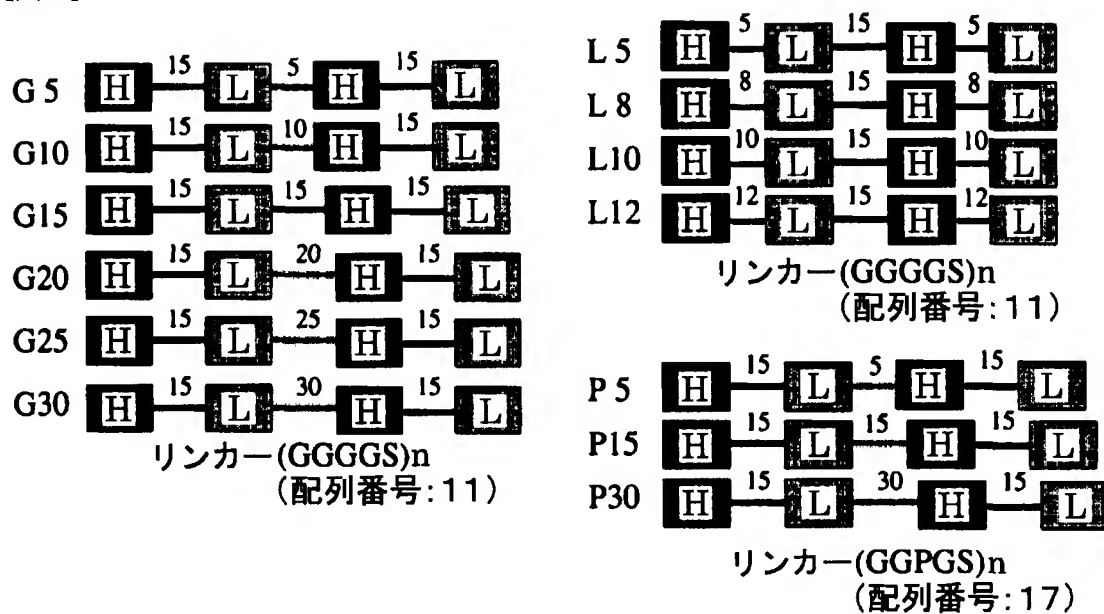 G 5 H 15 L 5 H 15 L
G10 H 15 L 10 H 15 L
G15 H 15 L 15 H 15 L
G20 H 15 L 20 H 15 L
G25 H 15 L 25 H 15 L
G30 H 15 L 30 H 15 L
リンカー(GGGGS)n
(配列番号:11)
L 5 H 5 L 15 H 5 L
L 8 H 8 L 15 H 8 L
L10 H 10 L 15 H 10 L
L12 H 12 L 15 H 12 L
リンカー(GGGGS)n
(配列番号:11)
P 5 H 15 L 5 H 15 L
P15 H 15 L 15 H 15 L
P30 H 15 L 30 H 15 L
リンカー(GGPGS)n
(配列番号:17)